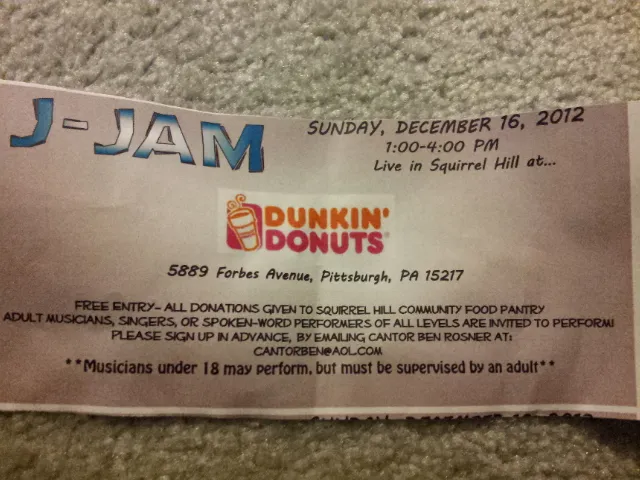 J-JAM
SUNDAY, DECEMBER 16, 2012
1:00-4:00 PM
Live in Squirrel Hill at...
DUNKIN'
DONUTS
5889 Forbes Avenue, Pittsburgh, PA 15217
FREE ENTRY- ALL DONATIONS GIVEN TO SQUIRREL HILL COMMUNITY FOOD PANTRY
ADULT MUSICIANS, SINGERS, OR SPOKEN-WORD PERFORMERS OF ALL LEVELS ARE INVITED TO PERFORM!
PLEASE SIGN UP IN ADVANCE, BY EMAILING CANTOR BEN ROSNER AT:
CANTORBEN@AOL.COM
**Musicians under 18 may perform, but must be supervised by an adult**